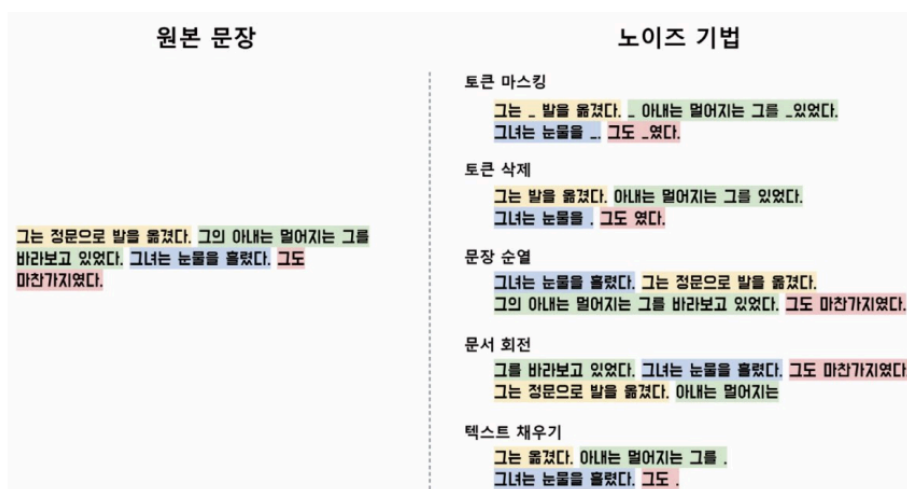 원본 문장
노이즈 기법
그는 정문으로 발을 옮겼다. 그의 아내는 멀어지는 그를
바라보고 있었다. 그녀는 눈물을 흘렸다. 그도
마찬가지였다.
토큰 마스킹
그는 _ 발을 옮겼다. _ 아내는 멀어지는 그를 _있었다.
그녀는 눈물을 _. 그도 _였다.
토큰 삭제
그는 발을 옮겼다. 아내는 멀어지는 그를 있었다.
그녀는 눈물을 . 그도 였다.
문장 순열
그녀는 눈물을 흘렸다. 그는 정문으로 발을 옮겼다.
그의 아내는 멀어지는 그를 바라보고 있었다. 그도 마찬가지였다.
문서 회전
그를 바라보고 있었다. 그녀는 눈물을 흘렸다. 그도 마찬가지였다
그는 정문으로 발을 옮겼다. 아내는 멀어지는
텍스트 채우기
그는 옮겼다. 아내는 멀어지는 그를 .
그녀는 눈물을 흘렸다. 그도 .